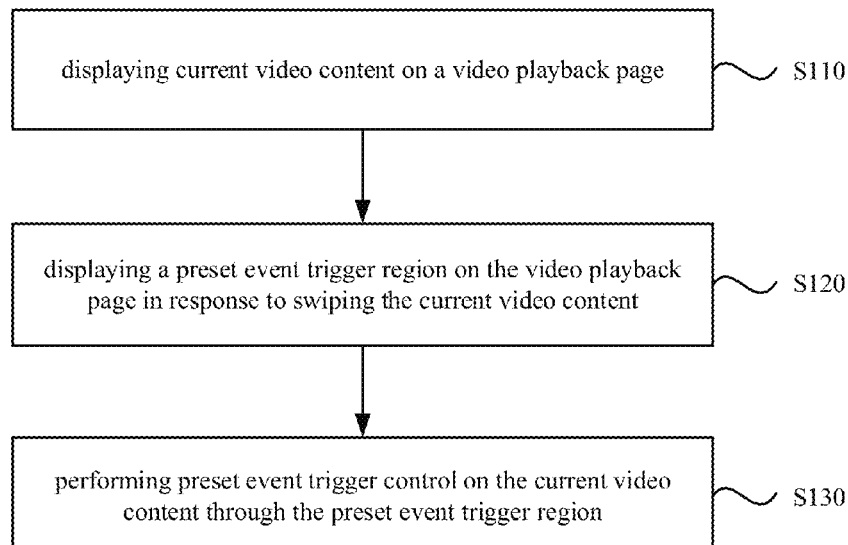 displaying current video content on a video playback page
S110
displaying a preset event trigger region on the video playback
page in response to swiping the current video content
S120
performing preset event trigger control on the current video
content through the preset event trigger region
S130